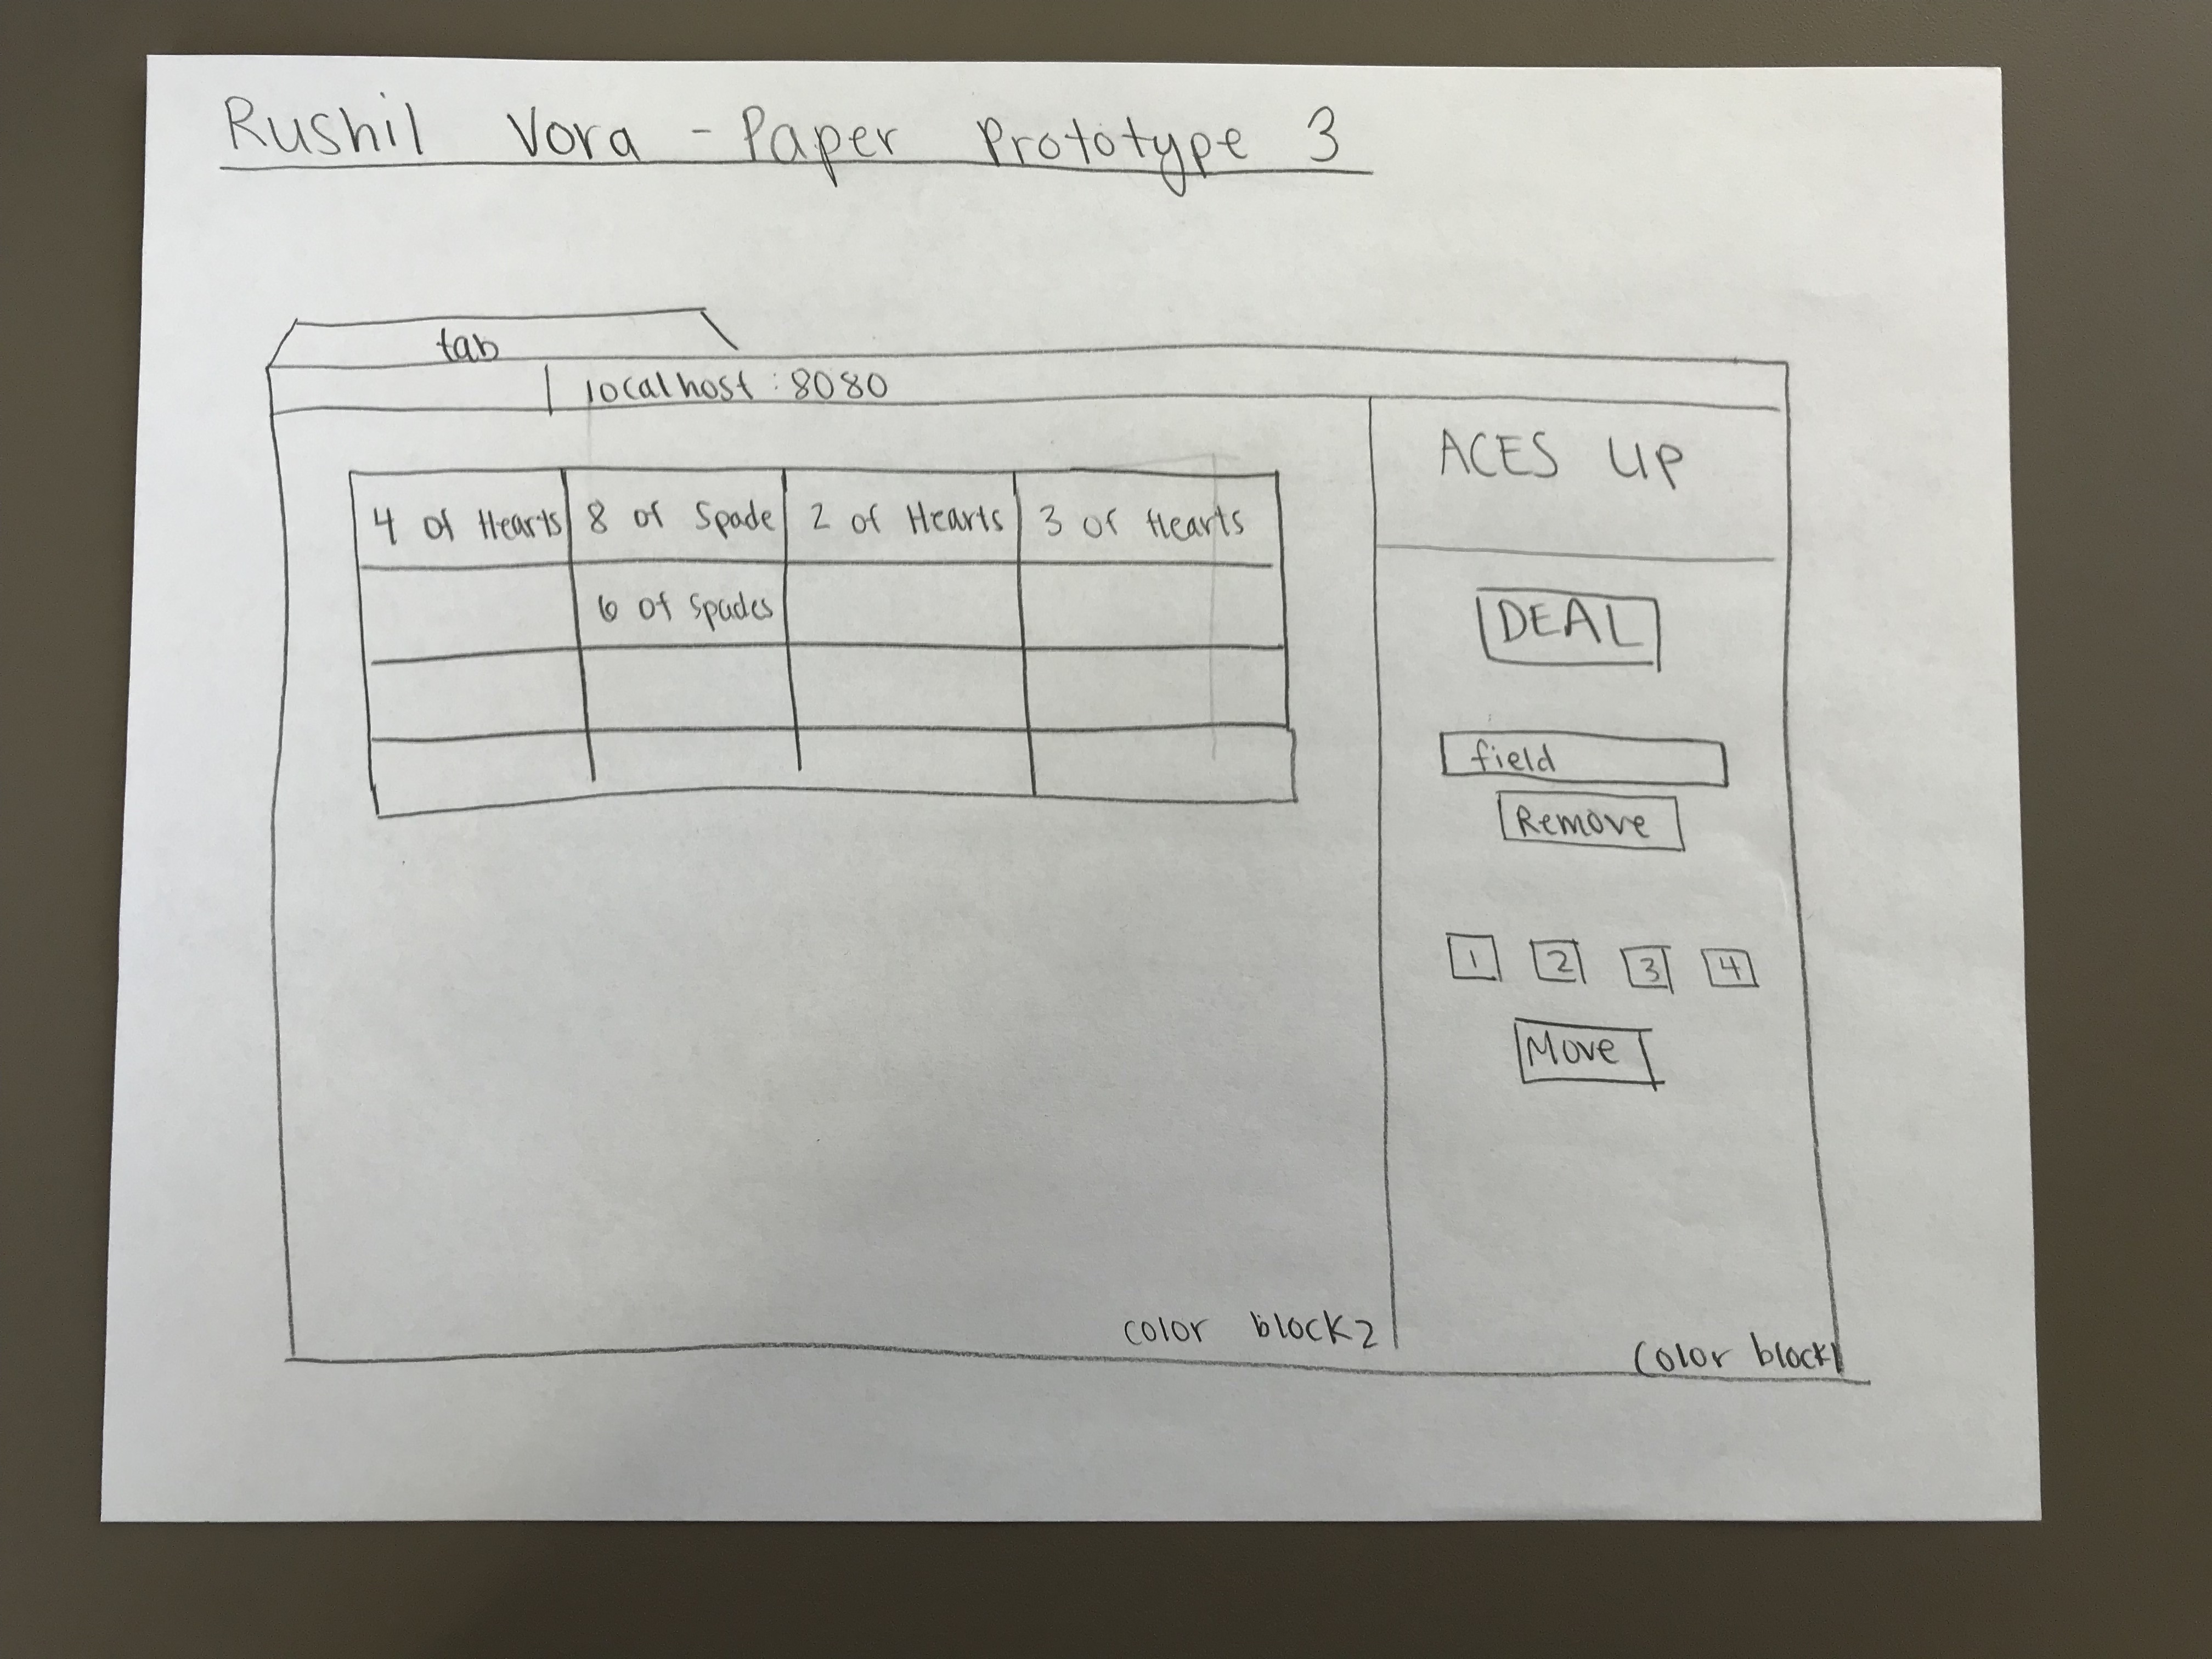 Rushil Vora - Paper Prototype 3
tab
localhost:8080
4 of Hearts 8 of Spade 2 of Hearts 3 of Hearts
6 of Spades
ACES UP
DEAL
field
Remove
1 2 3 4
Move
color block2
color block1